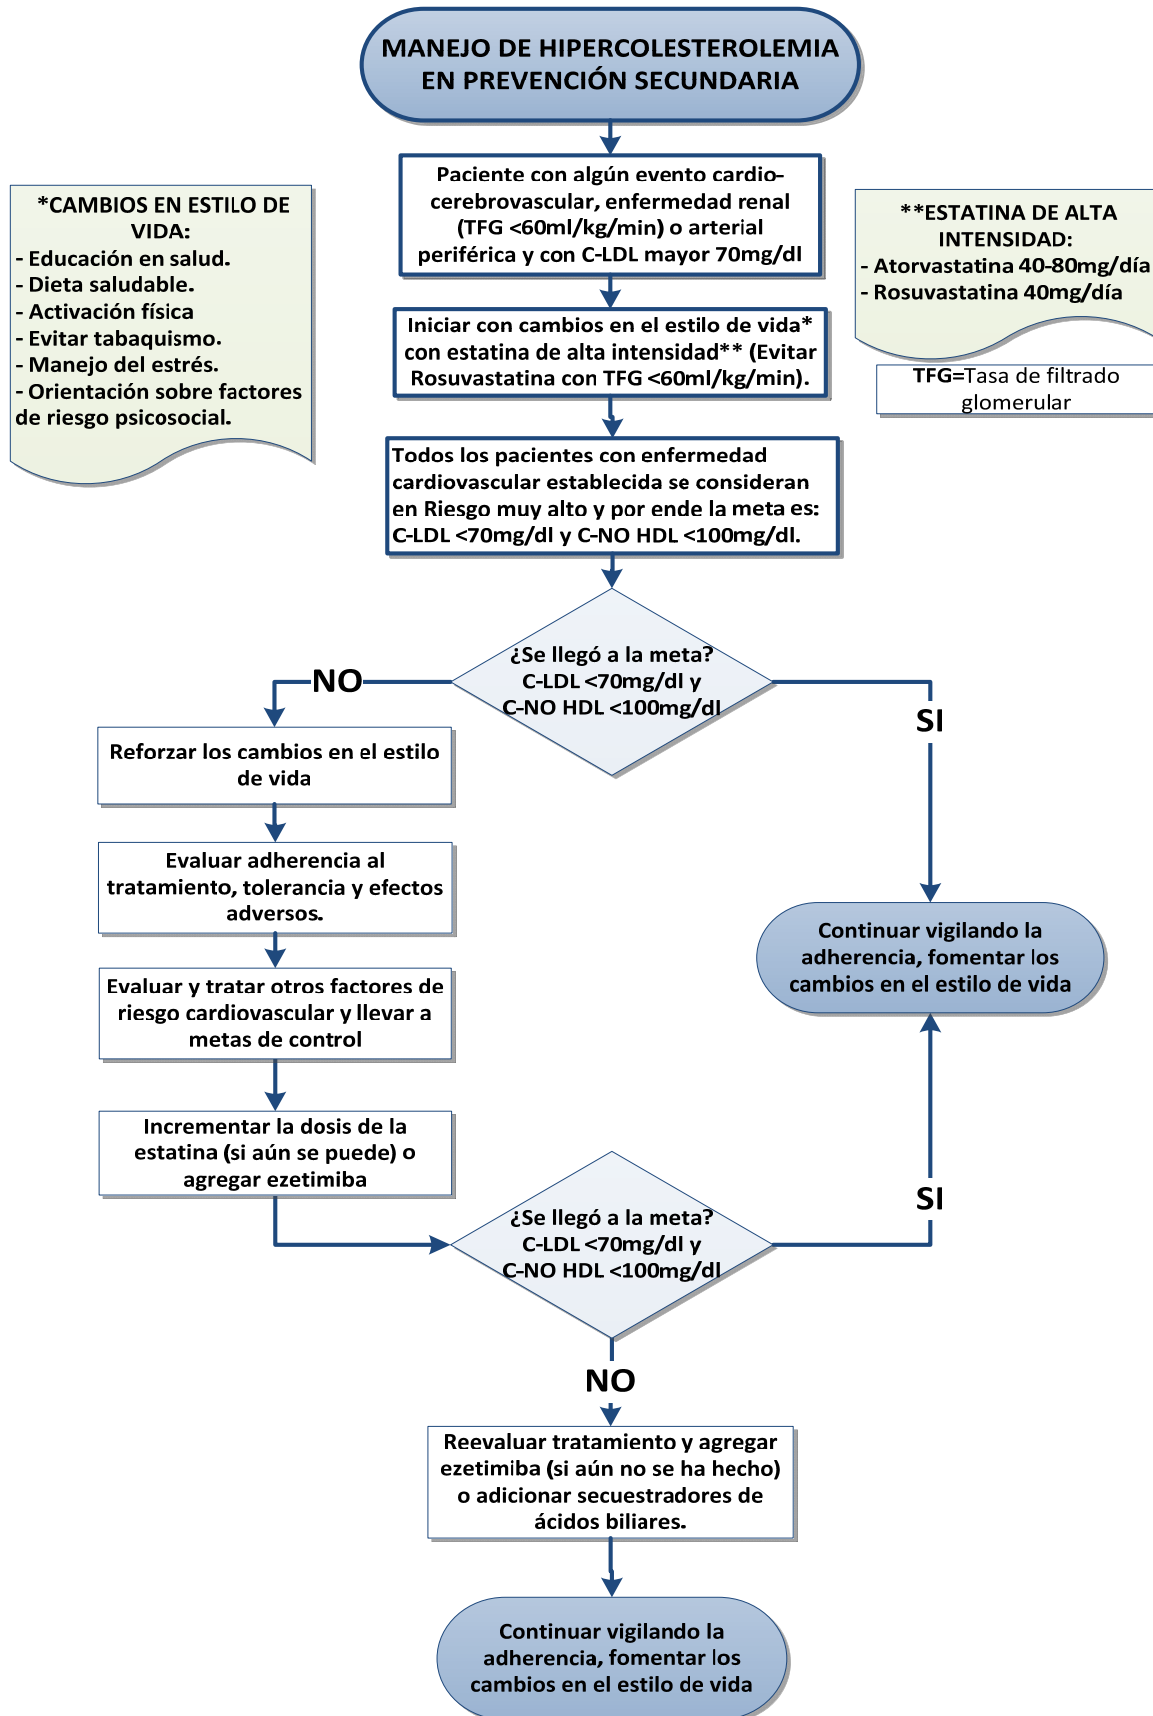 MANEJO DE HIPERCOLESTEROLEMIA
EN PREVENCIÓN SECUNDARIA
Paciente con algún evento cardio-
cerebrovascular, enfermedad renal
(TFG <60ml/kg/min) o arterial
periférica y con C-LDL mayor 70mg/dl
*CAMBIOS EN ESTILO DE
VIDA:
- Educación en salud.
- Dieta saludable.
- Activación física
- Evitar tabaquismo.
- Manejo del estrés.
- Orientación sobre factores
de riesgo psicosocial.
**ESTATINA DE ALTA
INTENSIDAD:
- Atorvastatina 40-80mg/día
- Rosuvastatina 40mg/día
TFG=Tasa de filtrado
glomerular
Iniciar con cambios en el estilo de vida*
con estatina de alta intensidad** (Evitar
Rosuvastatina con TFG <60ml/kg/min).
Todos los pacientes con enfermedad
cardiovascular establecida se consideran
en Riesgo muy alto y por ende la meta es:
C-LDL <70mg/dl y C-NO HDL <100mg/dl.
¿Se llegó a la meta?
C-LDL <70mg/dl y
C-NO HDL <100mg/dl
NO
SI
Reforzar los cambios en el estilo
de vida
Evaluar adherencia al
tratamiento, tolerancia y efectos
adversos.
Continuar vigilando la
adherencia, fomentar los
cambios en el estilo de vida
Evaluar y tratar otros factores de
riesgo cardiovascular y llevar a
metas de control
Incrementar la dosis de la
estatina (si aún se puede) o
agregar ezetimiba
¿Se llegó a la meta?
C-LDL <70mg/dl y
C-NO HDL <100mg/dl
SI
NO
Reevaluar tratamiento y agregar
ezetimiba (si aún no se ha hecho)
o adicionar secuestradores de
ácidos biliares.
Continuar vigilando la
adherencia, fomentar los
cambios en el estilo de vida